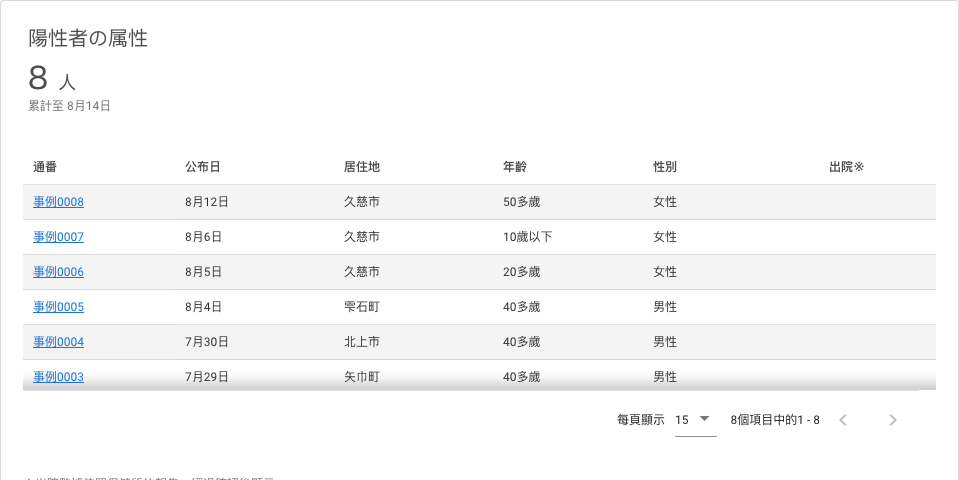 陽性者の属性
8 人
累計至 8月14日
通番 公布日 居住地 年齡 性別 出院※
事例0008 8月12日 久慈市 50多歲 女性
事例0007 8月6日 久慈市 10歲以下 女性
事例0006 8月5日 久慈市 20多歲 女性
事例0005 8月4日 雫石町 40多歲 男性
事例0004 7月30日 北上市 40多歲 男性
事例0003 7月29日 矢巾町 40多歲 男性
每頁顯示 15 8個項目中的1 - 8